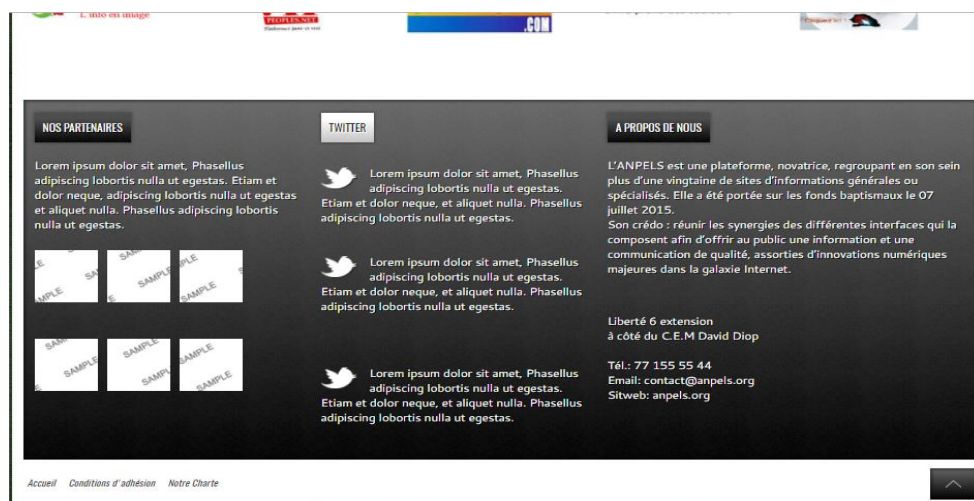 L'info en image
PEOPLES.NET
.COM
NOS PARTENAIRES
Lorem ipsum dolor sit amet, Phasellus
adipiscing lobortis nulla ut egestas. Etiam et
dolor neque, et aliquet nulla ut egestas
et aliquet nulla. Phasellus adipiscing lobortis
nulla ut egestas.
SAMPLE SAMPLE SAMPLE
SAMPLE SAMPLE SAMPLE
TWITTER
Lorem ipsum dolor sit amet, Phasellus
adipiscing lobortis nulla ut egestas.
Etiam et dolor neque, et aliquet nulla. Phasellus
adipiscing lobortis nulla ut egestas.
Lorem ipsum dolor sit amet, Phasellus
adipiscing lobortis nulla ut egestas.
Etiam et dolor neque, et aliquet nulla. Phasellus
adipiscing lobortis nulla ut egestas.
Lorem ipsum dolor sit amet, Phasellus
adipiscing lobortis nulla ut egestas.
Etiam et dolor neque, et aliquet nulla. Phasellus
adipiscing lobortis nulla ut egestas.
A PROPOS DE NOUS
L'ANPELS est une plateforme, novatrice, regroupant en son sein
plus d'une vingtaine de sites d'informations générales ou
spécialisés. Elle a été portée sur les fonds baptismaux le 07
juillet 2015.
Son crédo : réunir les synergies des différentes interfaces qui la
composent afin d'offrir au public une information et une
communication de qualité, assorties d'innovations numériques
majeures dans la galaxie Internet.
Liberté 6 extension
à côté du C.E.M David Diop
Tél.: 77 155 55 44
Email: contact@anpels.org
Sitweb: anpels.org
Accueil Conditions d'adhésion Notre Charte